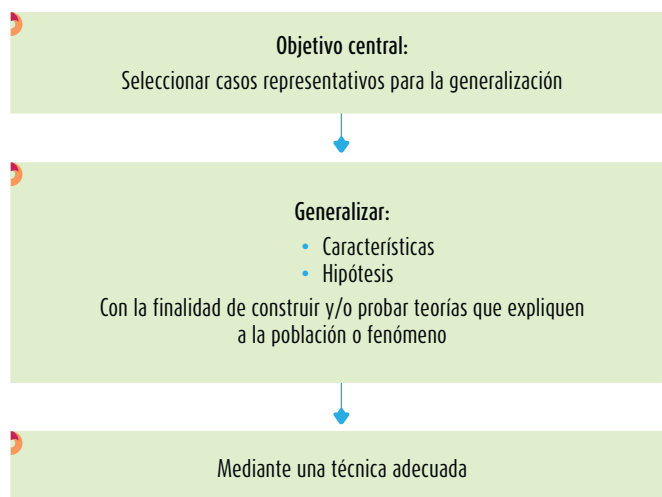 Objetivo central:
Seleccionar casos representativos para la generalización
Generalizar:
• Características
• Hipótesis
Con la finalidad de construir y/o probar teorías que expliquen
a la población o fenómeno
Mediante una técnica adecuada